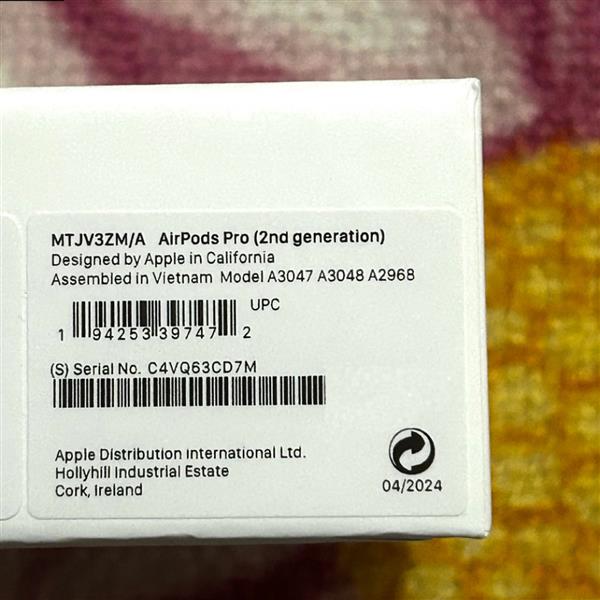 MTJV3ZM/A AirPods Pro (2nd generation)
Designed by Apple in California
Assembled in Vietnam Model A3047 A3048 A2968
UPC
1 94253 39747 2
(S) Serial No. C4VQ63CD7M
Apple Distribution International Ltd.
Hollyhill Industrial Estate
Cork, Ireland
04/2024